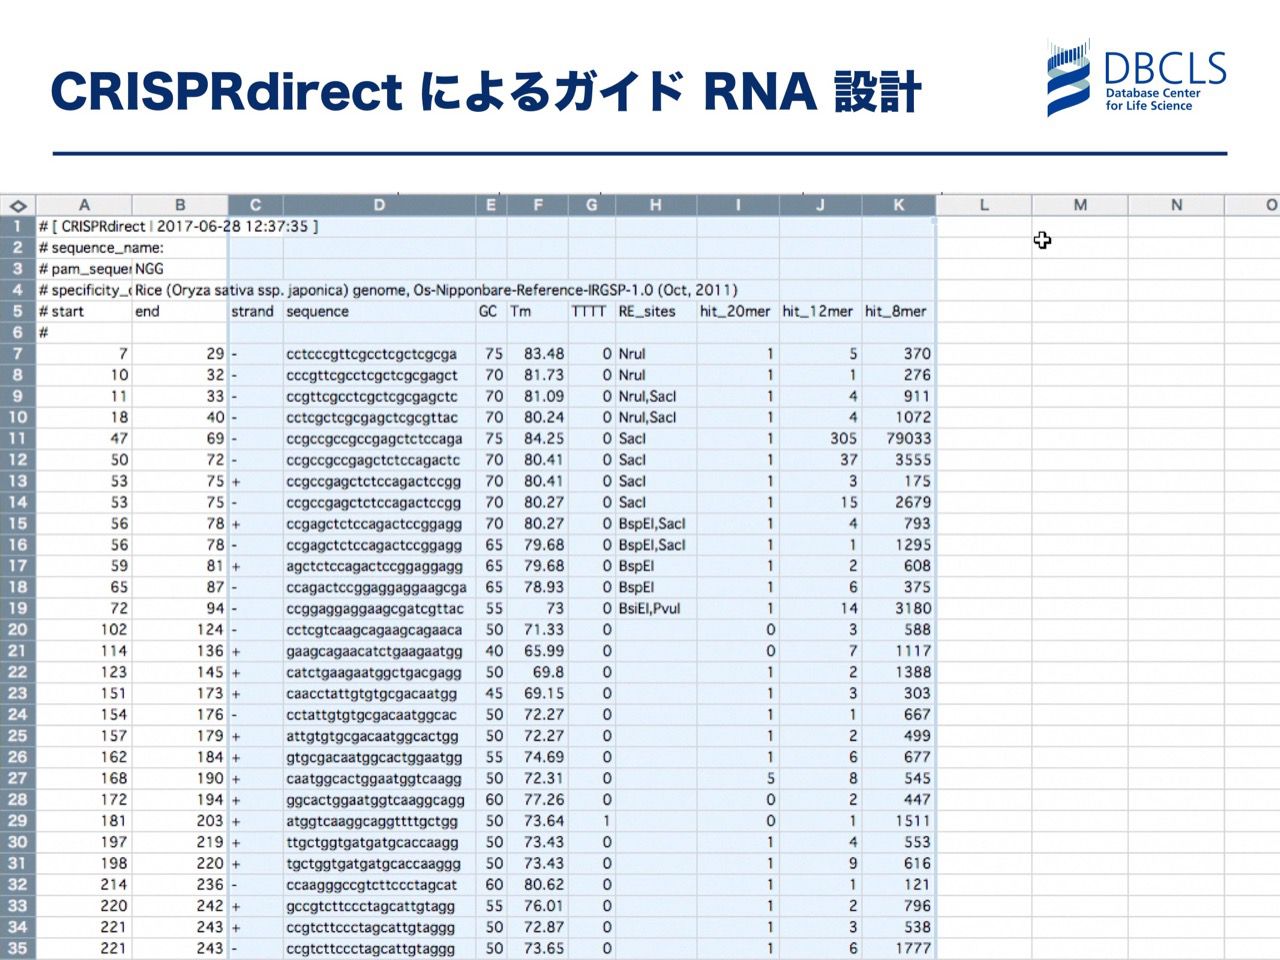 CRISPRdirect によるガイド RNA 設計
DBCLS
Database Center
for Life Science
A B C D E F G H I J K L M N O
1 # [ CRISPRdirect | 2017-06-28 12:37:35 ]
2 # sequence_name:
3 # pam_sequer NGG
4 # specificity_c Rice (Oryza sativa ssp. japonica) genome, Os-Nipponbare-Reference-IRGSP-1.0 (Oct, 2011)
5 # start end strand sequence GC Tm TTTT RE_sites hit_20mer hit_12mer hit_8mer
6 #
7 7 29 - cctcccgttcgcctcgctcgcga 75 83.48 0 NruI 1 5 370
8 10 32 - cccgttcgcctcgctcgcgagct 70 81.73 0 NruI 1 1 276
9 11 33 - ccgttcgcctcgctcgcgagctc 70 81.09 0 NruI,SacI 1 4 911
10 18 40 - cctcgctcgcgagctcgcgttac 70 80.24 0 NruI,SacI 1 4 1072
11 47 69 - ccgccgccgccgagctctccaga 75 84.25 0 SacI 1 305 79033
12 50 72 - ccgccgccgagctctccagactc 70 80.41 0 SacI 1 37 3555
13 53 75 + ccgccgagctctccagactccgg 70 80.41 0 SacI 1 3 175
14 53 75 - ccgccgagctctccagactccgg 70 80.27 0 SacI 1 15 2679
15 56 78 + ccgagctctccagactccggagg 70 80.27 0 BspEI,SacI 1 4 793
16 56 78 - ccgagctctccagactccggagg 65 79.68 0 BspEI,SacI 1 1 1295
17 59 81 + agctctccagactccggaggagg 65 79.68 0 BspEI 1 2 608
18 65 87 - ccagactccggaggaggaagcga 65 78.93 0 BspEI 1 6 375
19 72 94 - ccggaggaggaagcgatcgttac 55 73 0 BsiEI,PvuI 1 14 3180
20 102 124 - cctcgtcaagcagaagcagaaca 50 71.33 0 0 3 588
21 114 136 + gaagcagaacatctgaagaatgg 40 65.99 0 0 7 1117
22 123 145 + catctgaagaatggctgacgagg 50 69.8 0 1 2 1388
23 151 173 + caacctattgtgtgcgacaatgg 45 69.15 0 1 3 303
24 154 176 - cctattgtgtgcgacaatggcac 50 72.27 0 1 1 667
25 157 179 + attgtgtgcgacaatggcactgg 50 72.27 0 1 2 499
26 162 184 + gtgcgacaatggcactggaatgg 55 74.69 0 1 6 677
27 168 190 + caatggcactggaatggtcaagg 50 72.31 0 5 8 545
28 172 194 + ggcactggaatggtcaaggcagg 60 77.26 0 0 2 447
29 181 203 + atggtcaaggcaggttttgctgg 50 73.64 1 0 1 1511
30 197 219 + ttgctggtgatgatgcaccaagg 50 73.43 0 1 4 553
31 198 220 + tgctggtgatgatgcaccaaggg 50 73.43 0 1 9 616
32 214 236 - ccaagggccgtcttccctagcat 60 80.62 0 1 1 121
33 220 242 + gccgtcttccctagcattgtagg 55 76.01 0 1 2 796
34 221 243 + ccgtcttccctagcattgtaggg 50 72.87 0 1 3 538
35 221 243 - ccgtcttccctagcattgtaggg 50 73.65 0 1 6 1777